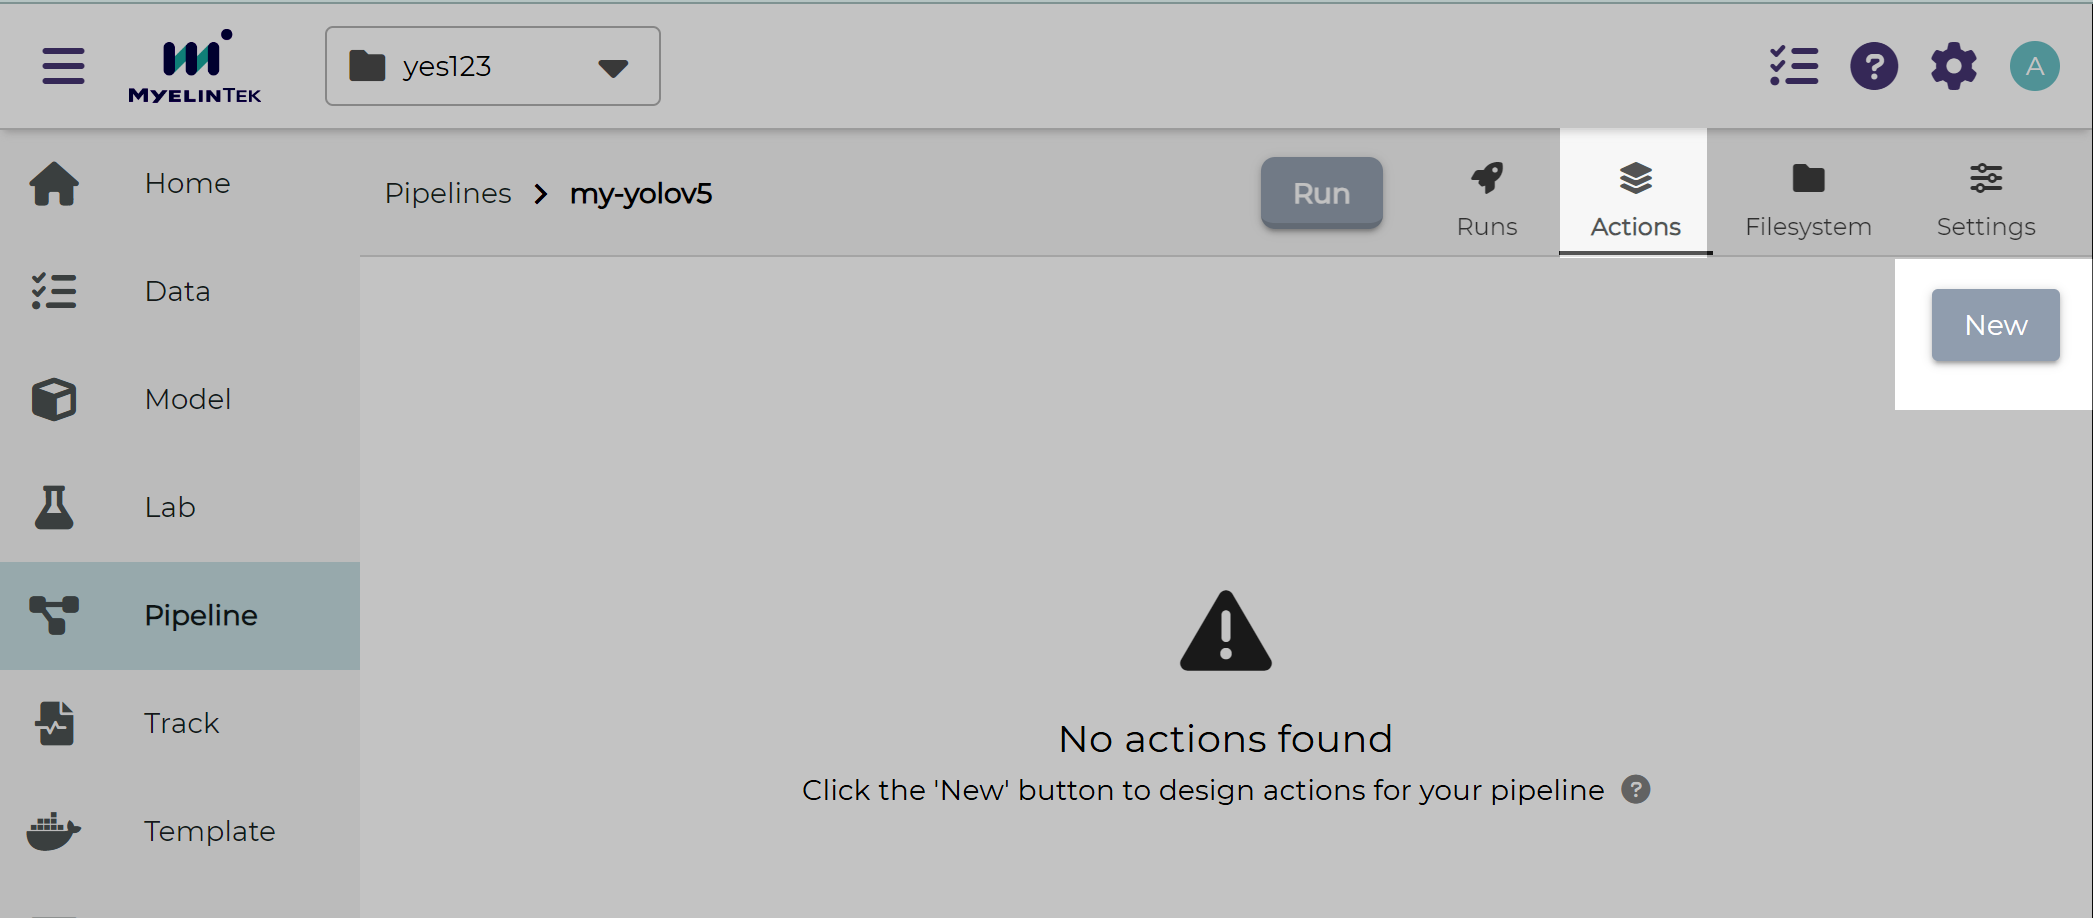 MYELINTEK
yes123
?
A
Home
Data
Model
Lab
Pipeline
Track
Template
Pipelines > my-yolov5
Run
Runs
Actions
Filesystem
Settings
New
No actions found
Click the 'New' button to design actions for your pipeline ?